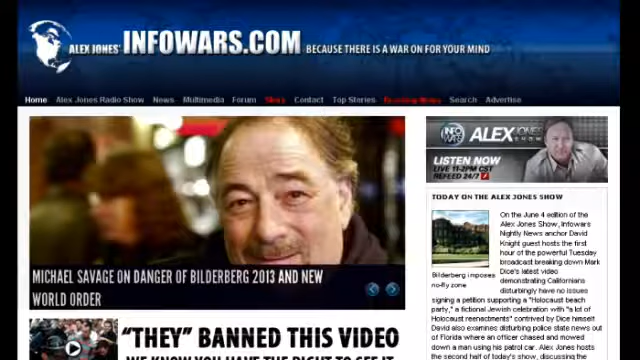 ALEX JONES' INFOWARS.COM BECAUSE THERE IS A WAR ON FOR YOUR MIND
Home Alex Jones Radio Show News Multimedia Forum Store Contact Top Stories Breaking News Search Advertise
MICHAEL SAVAGE ON DANGER OF BILDERBERG 2013 AND NEW
WORLD ORDER
"THEY" BANNED THIS VIDEO
WE KNOW YOU HAVE THE RIGHT TO SEE IT
INFO
WARS
ALEX JONES
SHOW
LISTEN NOW
LIVE 11-2PM CST
REFEED 24/7
TODAY ON THE ALEX JONES SHOW
On the June 4 edition of the
Alex Jones Show, Infowars
Nightly News anchor David
Knight guest hosts the first
hour of the powerful Tuesday
broadcast breaking down Mark
Dice's latest video
demonstrating Californians
disturbingly have no issues
Bilderberg imposes
no-fly zone
signing a petition supporting a "Holocaust beach
party," a fictional Jewish celebration with "a lot of
Holocaust reenactments" contrived by Dice himself.
David also examines disturbing police state news out
of Florida where an officer chased and mowed
down a man using his patrol car. Alex Jones hosts
the second half of today's show, discussing the